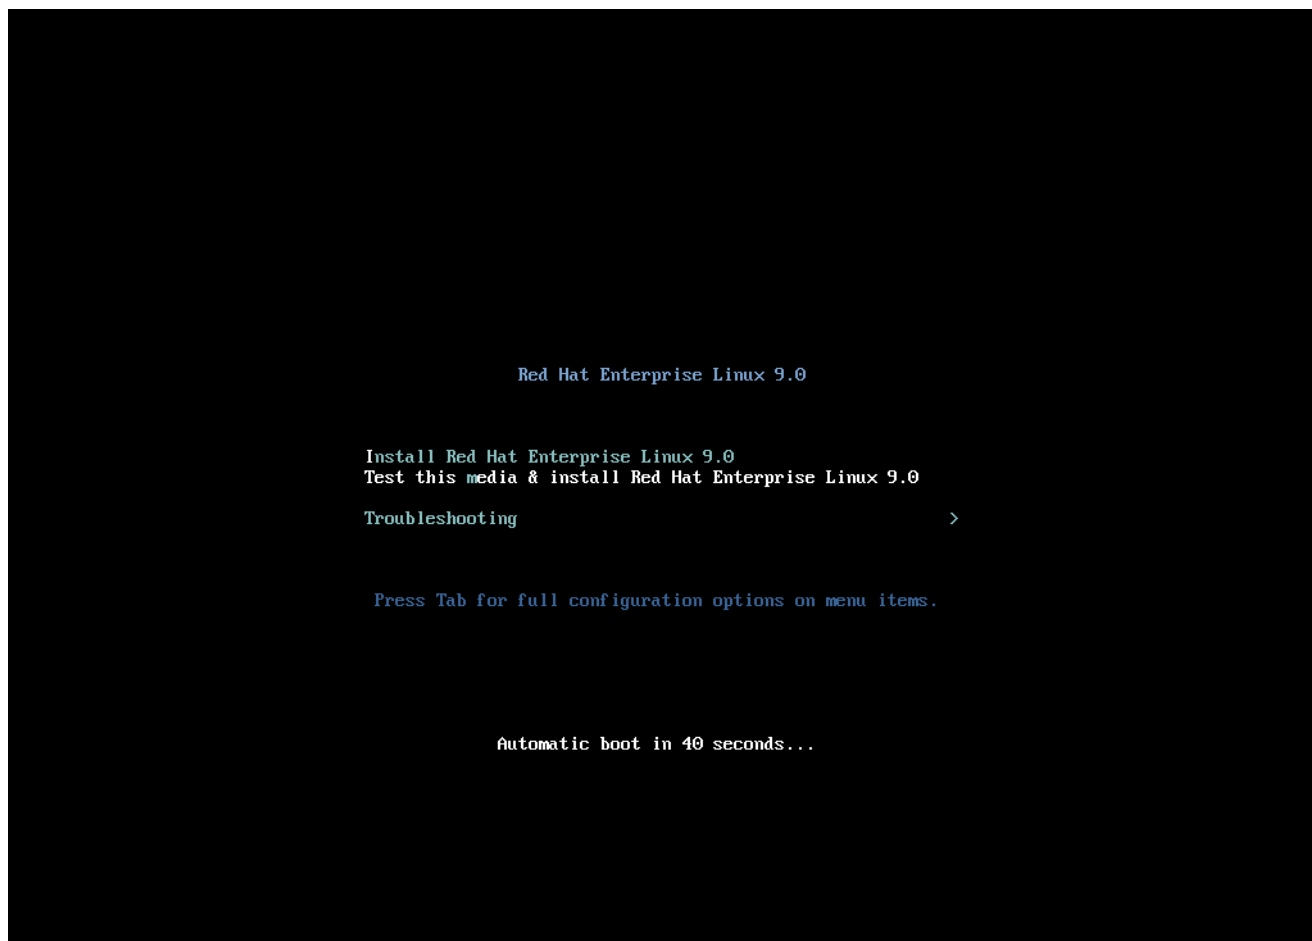 Red Hat Enterprise Linux 9.0
Install Red Hat Enterprise Linux 9.0
Test this media & install Red Hat Enterprise Linux 9.0
Troubleshooting >
Press Tab for full configuration options on menu items.
Automatic boot in 40 seconds...